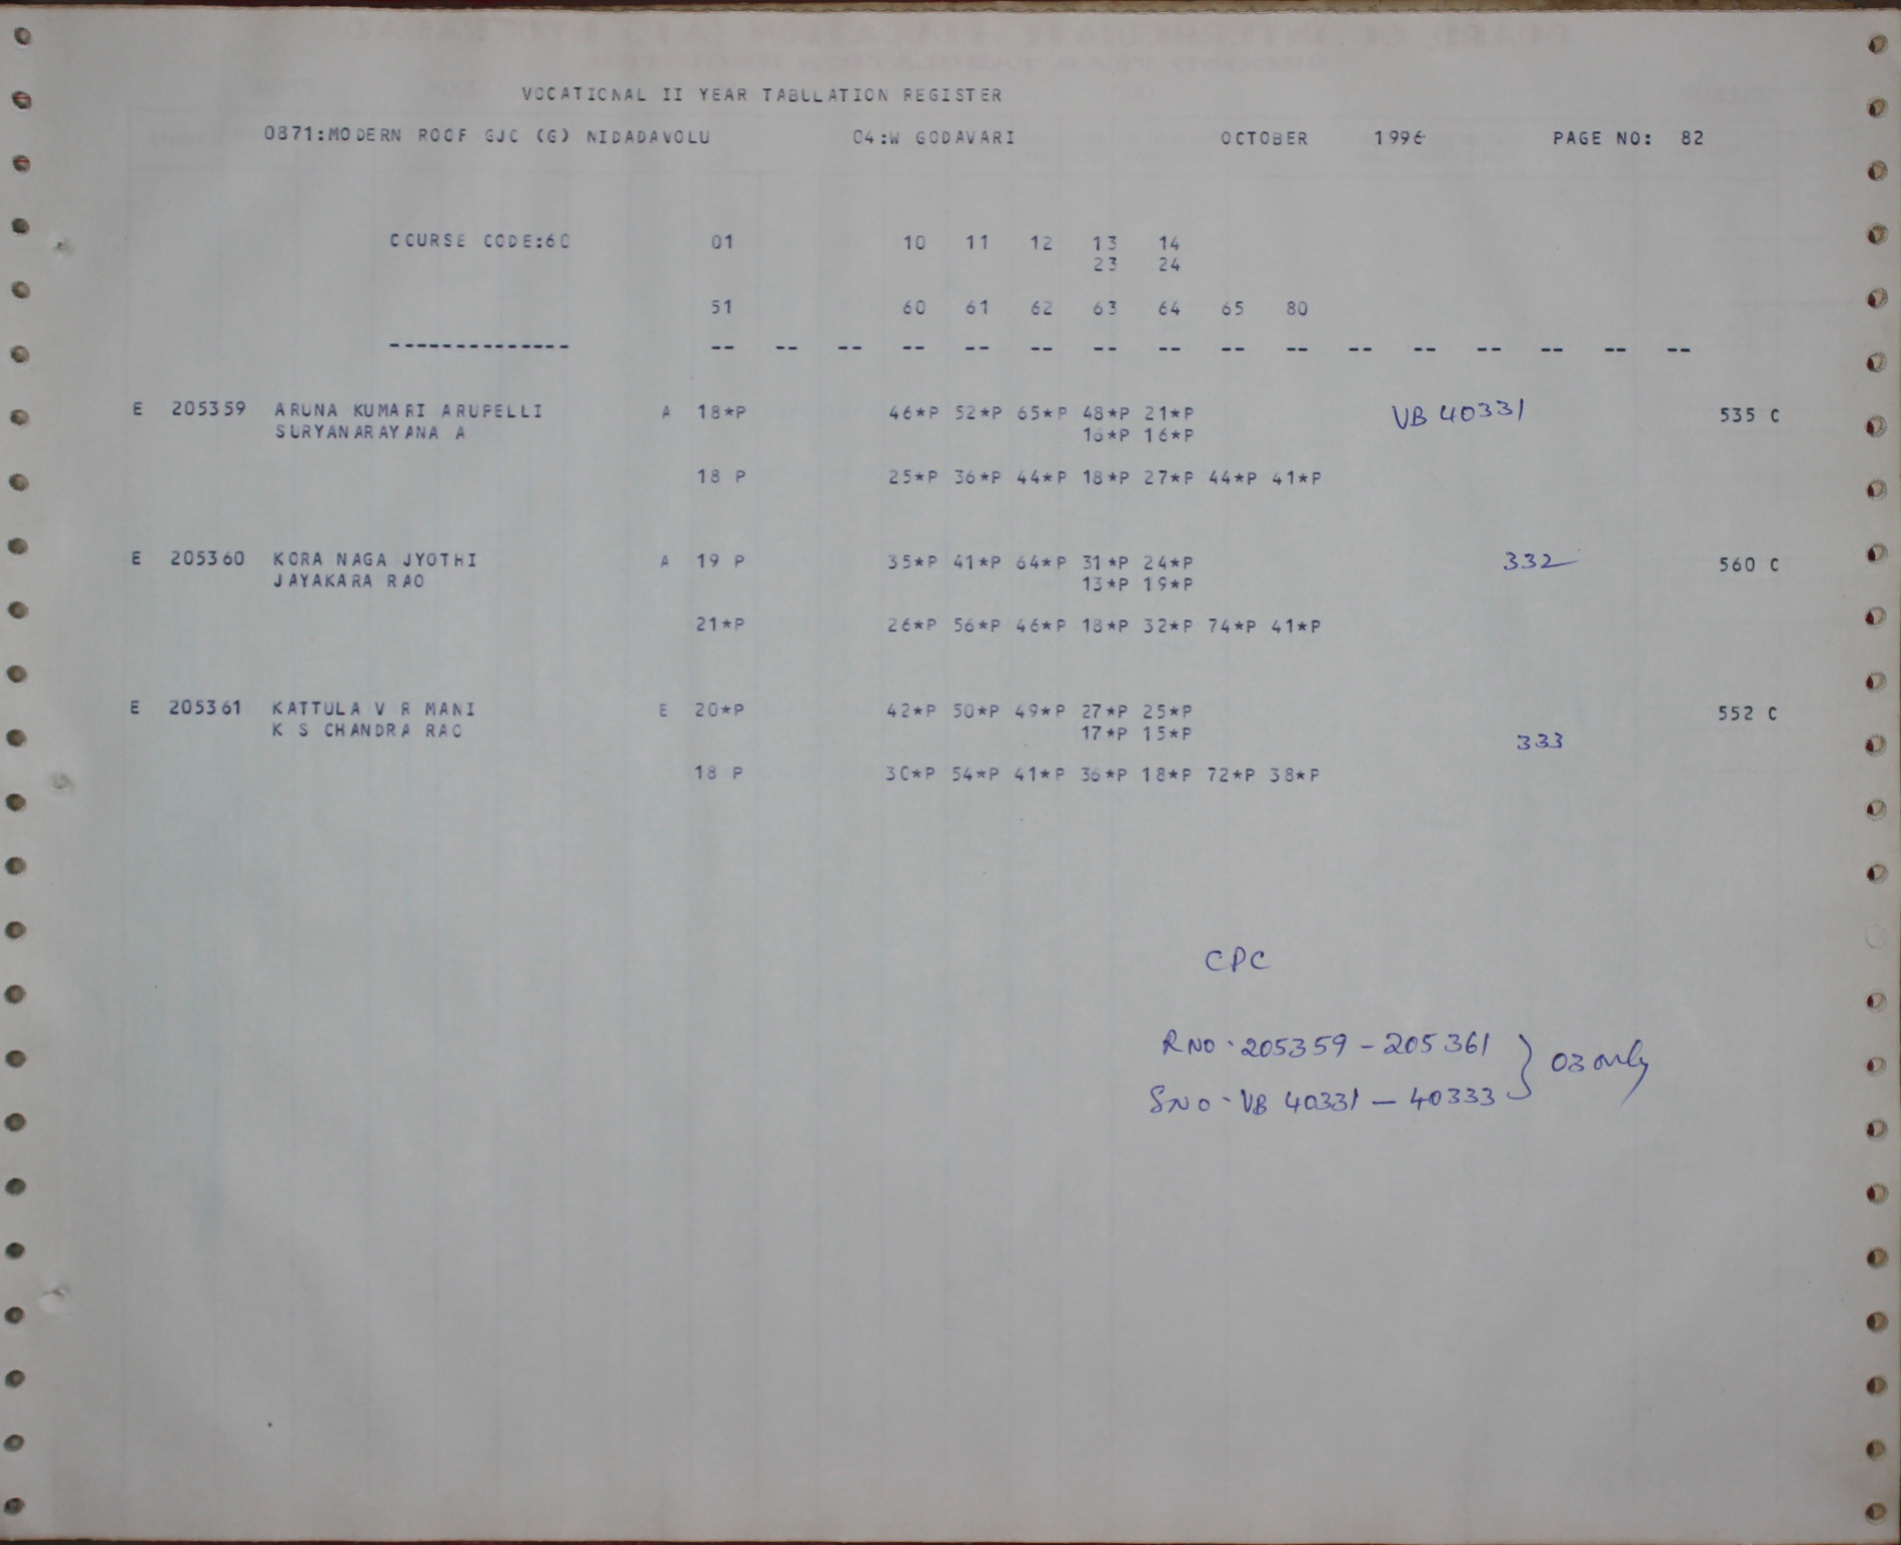 VOCATIONAL II YEAR TABULATION REGISTER
0871:MODERN ROOF GJC (G) NIDADAVOLU 04:W GODAVARI OCTOBER 1996 PAGE NO: 82
COURSE CODE:60 01 10 11 12 13 14
23 24
51 60 61 62 63 64 65 80
-------------- -- -- -- -- -- -- -- -- -- -- -- -- -- -- -- --
E 205359 ARUNA KUMARI ARUPELLI A 18*P 46*P 52*P 65*P 48*P 21*P VB 40331 535 C
SURYANARAYANA A 16*P 16*P
18 P 25*P 36*P 44*P 18*P 27*P 44*P 41*P
E 205360 KORA NAGA JYOTHI A 19 P 35*P 41*P 64*P 31*P 24*P 332 560 C
JAYAKARA RAO 13*P 19*P
21*P 26*P 56*P 46*P 18*P 32*P 74*P 41*P
E 205361 KATTULA V R MANI E 20*P 42*P 50*P 49*P 27*P 25*P 552 C
K S CHANDRA RAO 17*P 15*P 333
18 P 30*P 54*P 41*P 36*P 18*P 72*P 38*P
CPC
RNO - 205359 - 205361 } 03 only
SNO - VB 40331 - 40333